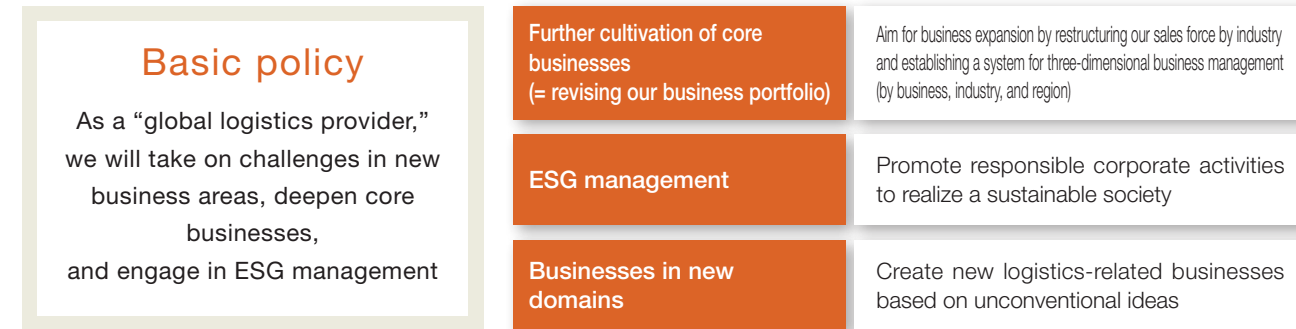 Basic policy
As a “global logistics provider,”
we will take on challenges in new
business areas, deepen core
businesses,
and engage in ESG management
Further cultivation of core
businesses
(= revising our business portfolio)
Aim for business expansion by restructuring our sales force by industry
and establishing a system for three-dimensional business management
(by business, industry, and region)
ESG management
Promote responsible corporate activities
to realize a sustainable society
Businesses in new
domains
Create new logistics-related businesses
based on unconventional ideas